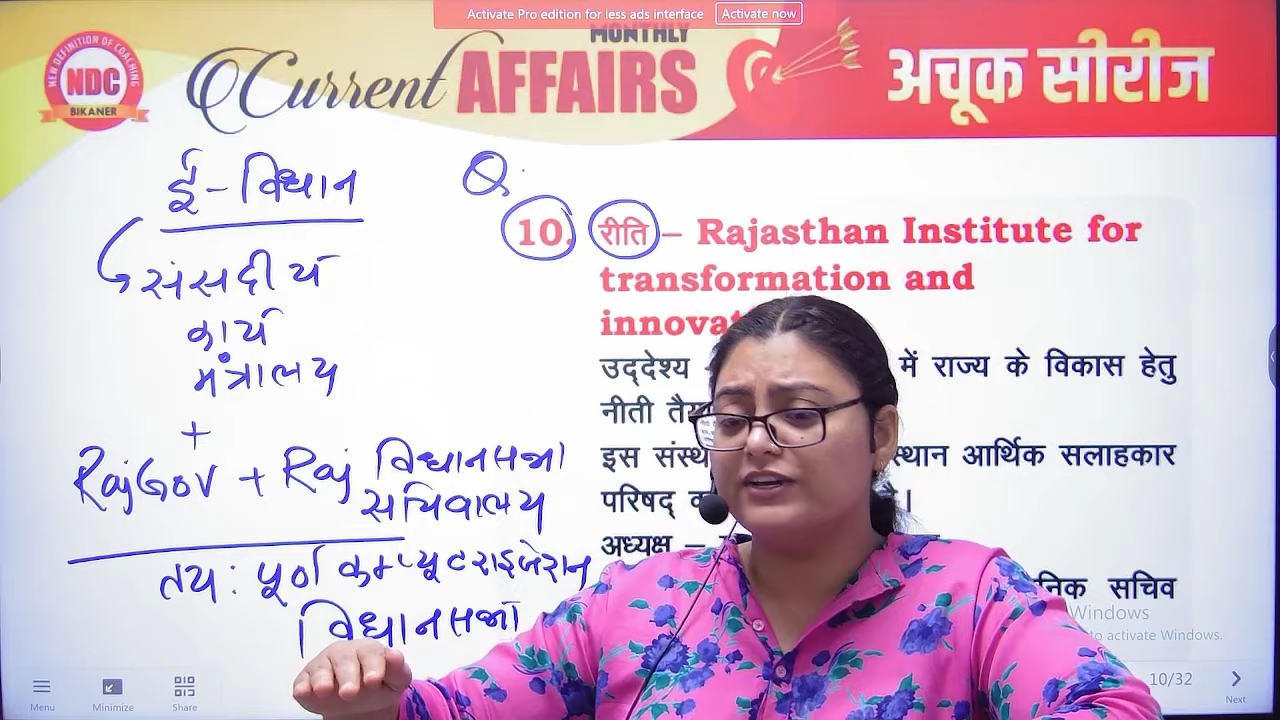 Activate Pro edition for less ads interface Activate now
NEW DEFINITION OF COACHING
NDC
BIKANER
MONTHLY
Current AFFAIRS
अचूक सीरीज
ई-विधान
संसदीय
कार्य
मंत्रालय
+
RajGov + Raj विधानसभा
सचिवालय
तय: पूर्ण कम्प्यूटराइजेशन
विधानसभा
Q.
10. रीति – Rajasthan Institute for
transformation and
उद्देश्य में राज्य के विकास हेतु
नीती
इस आर्थिक सलाहकार
परिषद्
अध्यक्ष –
सचिव
Windows
to activate Windows.
Menu
Minimize
Share
10/32
Next